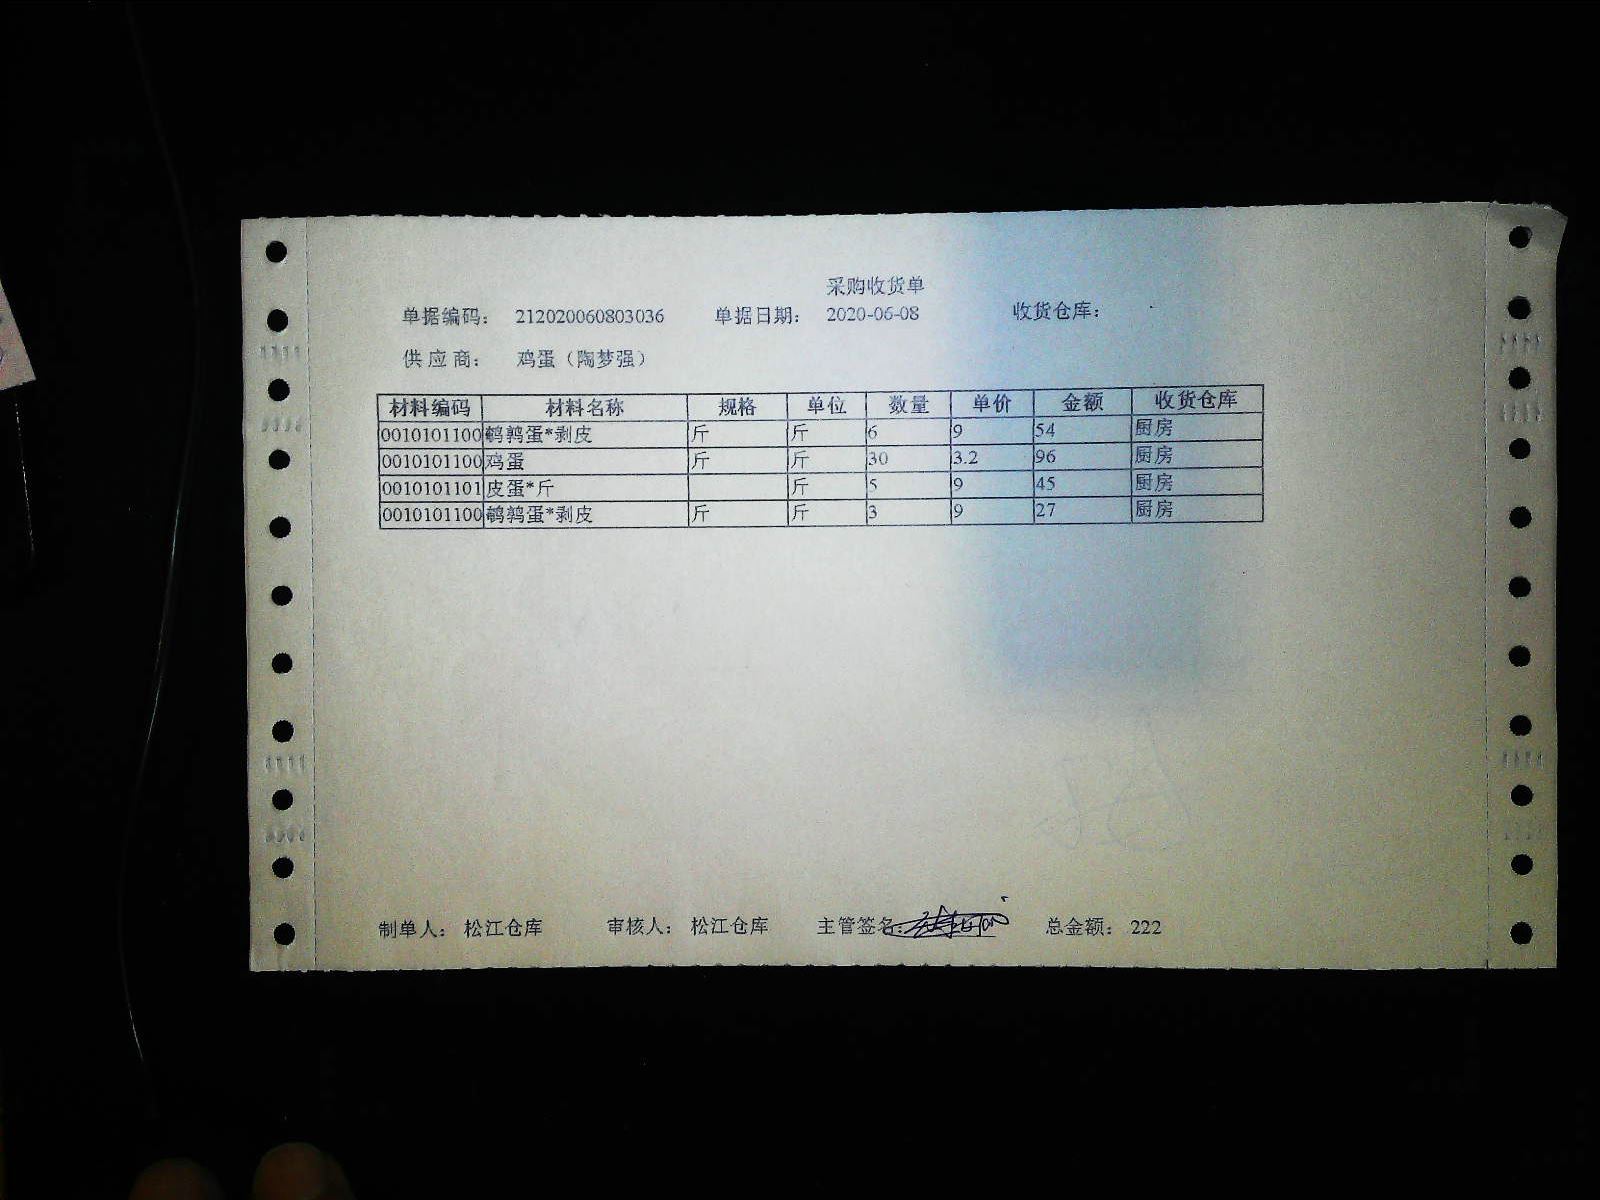 采购收货单
单据编码： 212020060803036 单据日期： 2020-06-08 收货仓库：
供应商： 鸡蛋（陶梦强）
材料编码 材料名称 规格 单位 数量 单价 金额 收货仓库
0010101100 鹌鹑蛋*剥皮 斤 斤 6 9 54 厨房
0010101100 鸡蛋 斤 斤 30 3.2 96 厨房
0010101101 皮蛋*斤 斤 5 9 45 厨房
0010101100 鹌鹑蛋*剥皮 斤 斤 3 9 27 厨房
制单人： 松江仓库 审核人： 松江仓库 主管签名： 总金额： 222